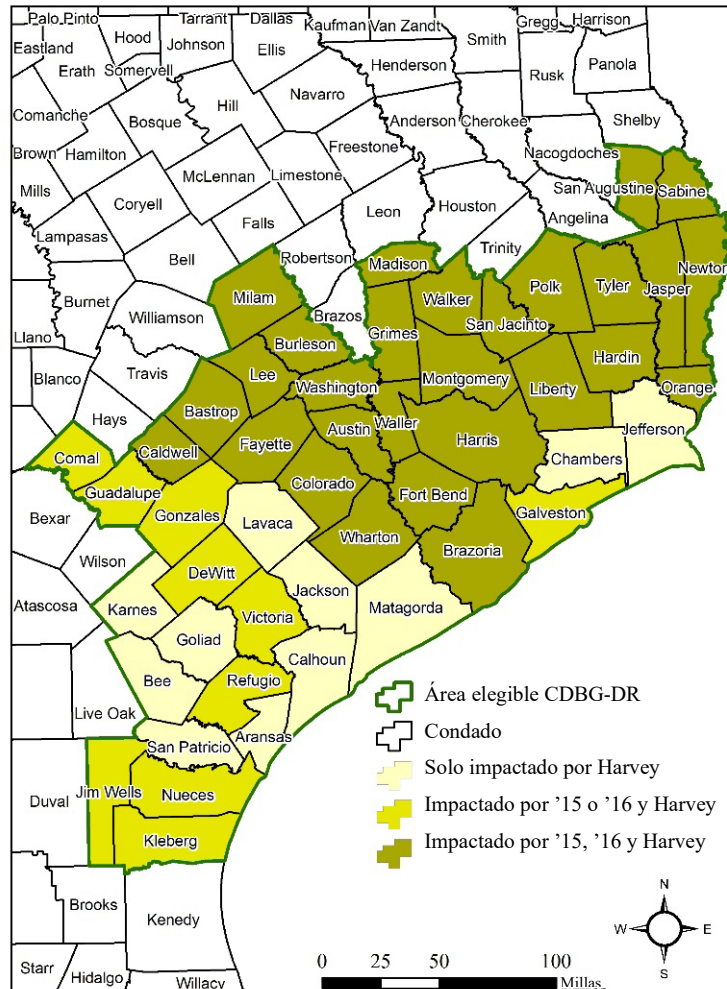 Palo Pinto
Tarrant
Dallas
Kaufman
Van Zandt
Gregg
Harrison
Hood
Johnson
Ellis
Smith
Eastland
Erath
Somervell
Henderson
Rusk
Panola
Comanche
Hill
Navarro
Bosque
Anderson
Cherokee
Shelby
Freestone
Nacogdoches
Brown
Hamilton
McLennan
Limestone
San Augustine
Sabine
Mills
Coryell
Leon
Houston
Angelina
Lampasas
Falls
Trinity
Bell
Robertson
Madison
Newton
Burnet
Milam
Walker
Polk
Tyler
Jasper
Williamson
Brazos
Llano
Grimes
San Jacinto
Burleson
Hardin
Blanco
Travis
Lee
Washington
Montgomery
Liberty
Orange
Hays
Bastrop
Austin
Waller
Jefferson
Comal
Caldwell
Fayette
Harris
Chambers
Guadalupe
Colorado
Fort Bend
Bexar
Gonzales
Lavaca
Galveston
Wilson
Wharton
Brazoria
DeWitt
Atascosa
Karnes
Jackson
Matagorda
Victoria
Goliad
Calhoun
Bee
Refugio
Live Oak
Aransas
San Patricio
Duval
Jim Wells
Nueces
Kleberg
Brooks
Kenedy
Starr
Hidalgo
Willacy
Área elegible CDBG-DR
Condado
Solo impactado por Harvey
Impactado por ’15 o ’16 y Harvey
Impactado por ’15, ’16 y Harvey
N
W
E
S
0 25 50 100
Millas